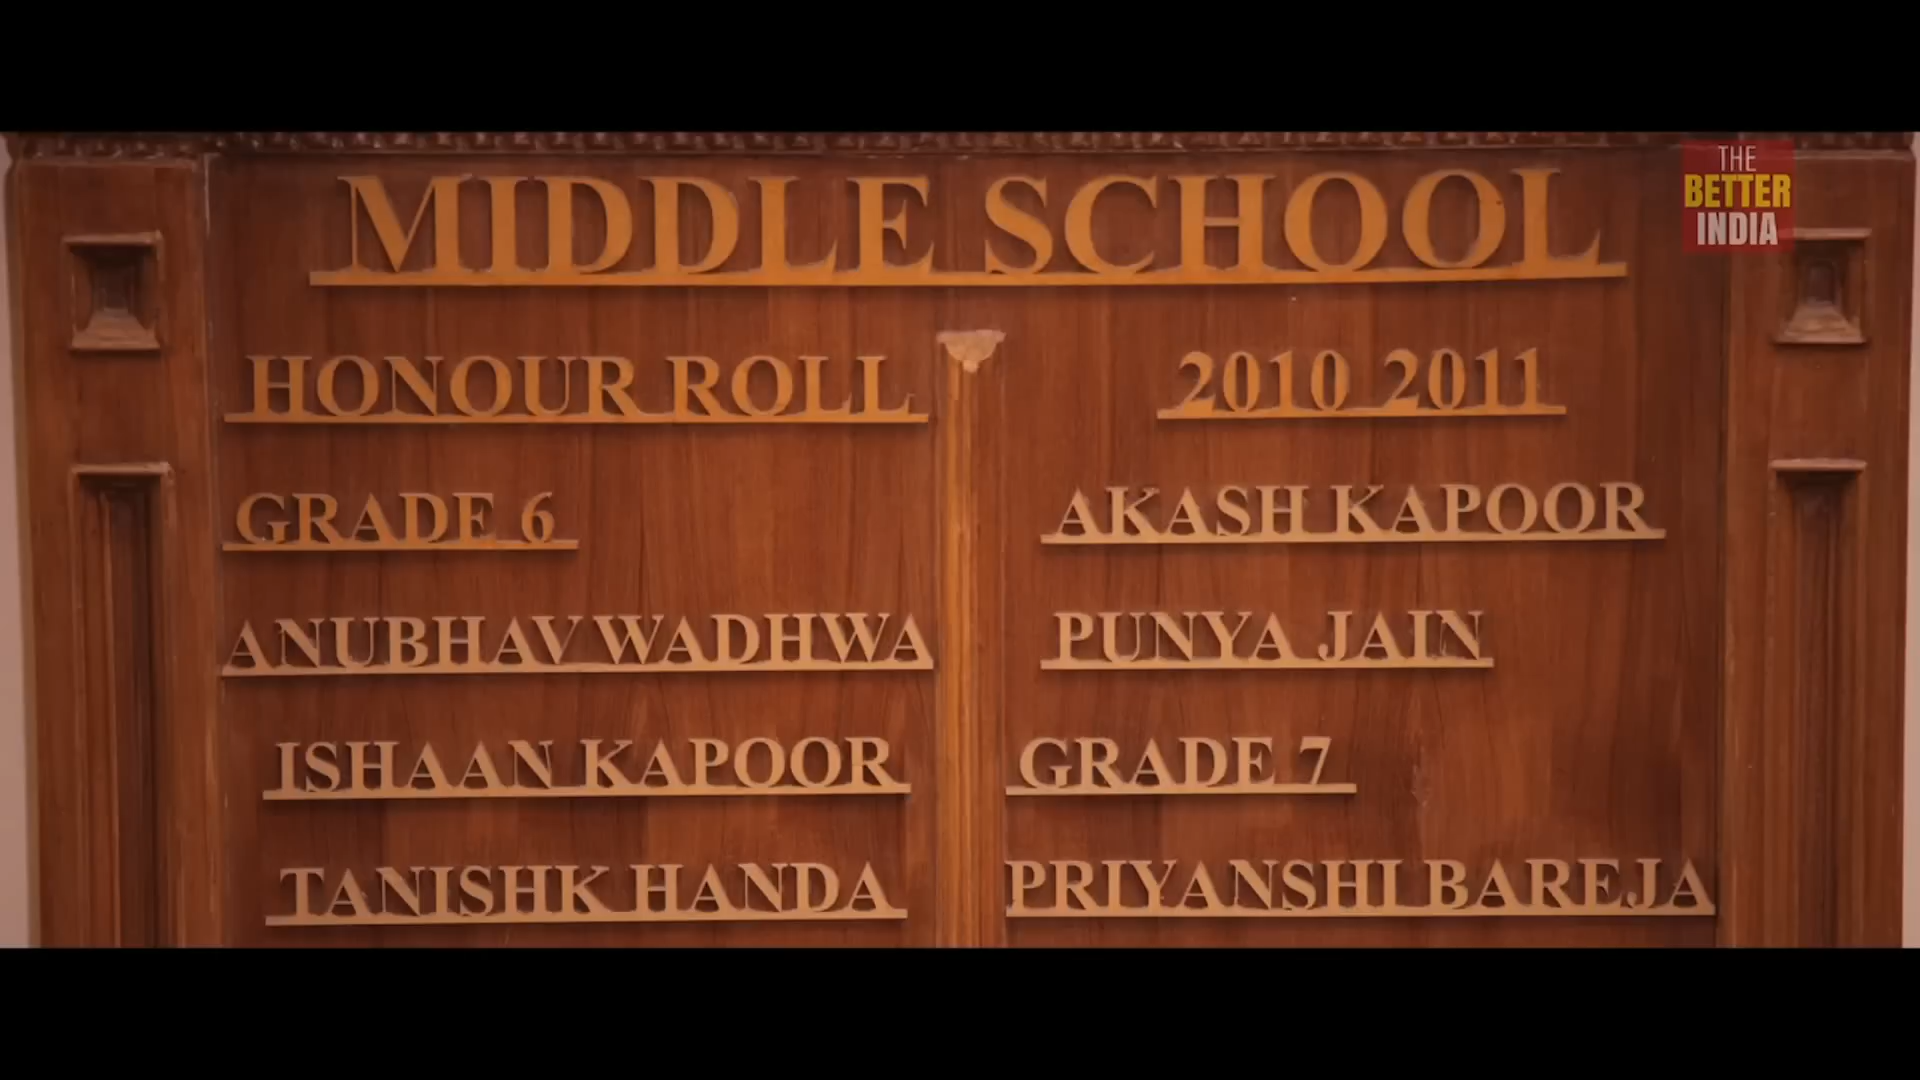 MIDDLE SCHOOL
HONOUR ROLL
2010 2011
GRADE 6
ANUBHAV WADHWA
ISHAAN KAPOOR
TANISHK HANDA
AKASH KAPOOR
PUNYA JAIN
GRADE 7
PRIYANSHI BAREJA
THE
BETTER
INDIA